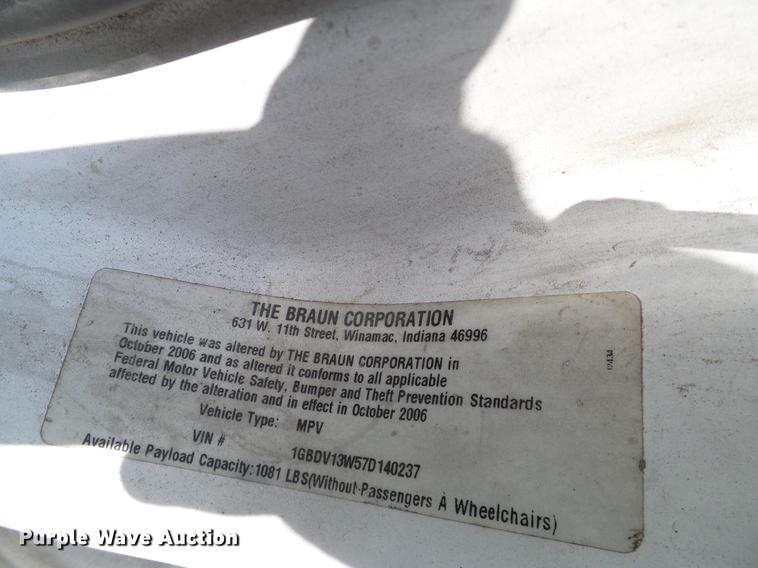 THE BRAUN CORPORATION
631 W. 11th Street, Winamac, Indiana 46996
This vehicle was altered by THE BRAUN CORPORATION in
October 2006 and as altered it conforms to all applicable
Federal Motor Vehicle Safety, Bumper and Theft Prevention Standards
affected by the alteration and in effect in October 2006
Vehicle Type: MPV
VIN # 1GBDV13W57D140237
Available Payload Capacity:1081 LBS(Without Passengers A Wheelchairs)
Purple Wave Auction